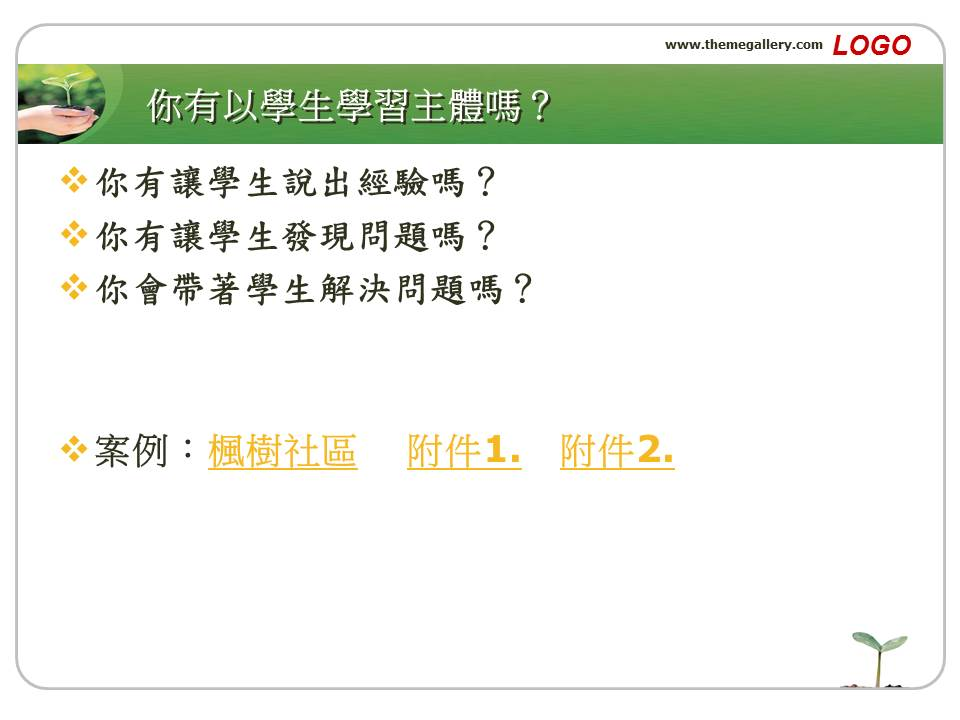 www.themegallery.com LOGO
你有以學生學習主體嗎？
你有讓學生說出經驗嗎？
你有讓學生發現問題嗎？
你會帶著學生解決問題嗎？
案例：楓樹社區 附件1. 附件2.